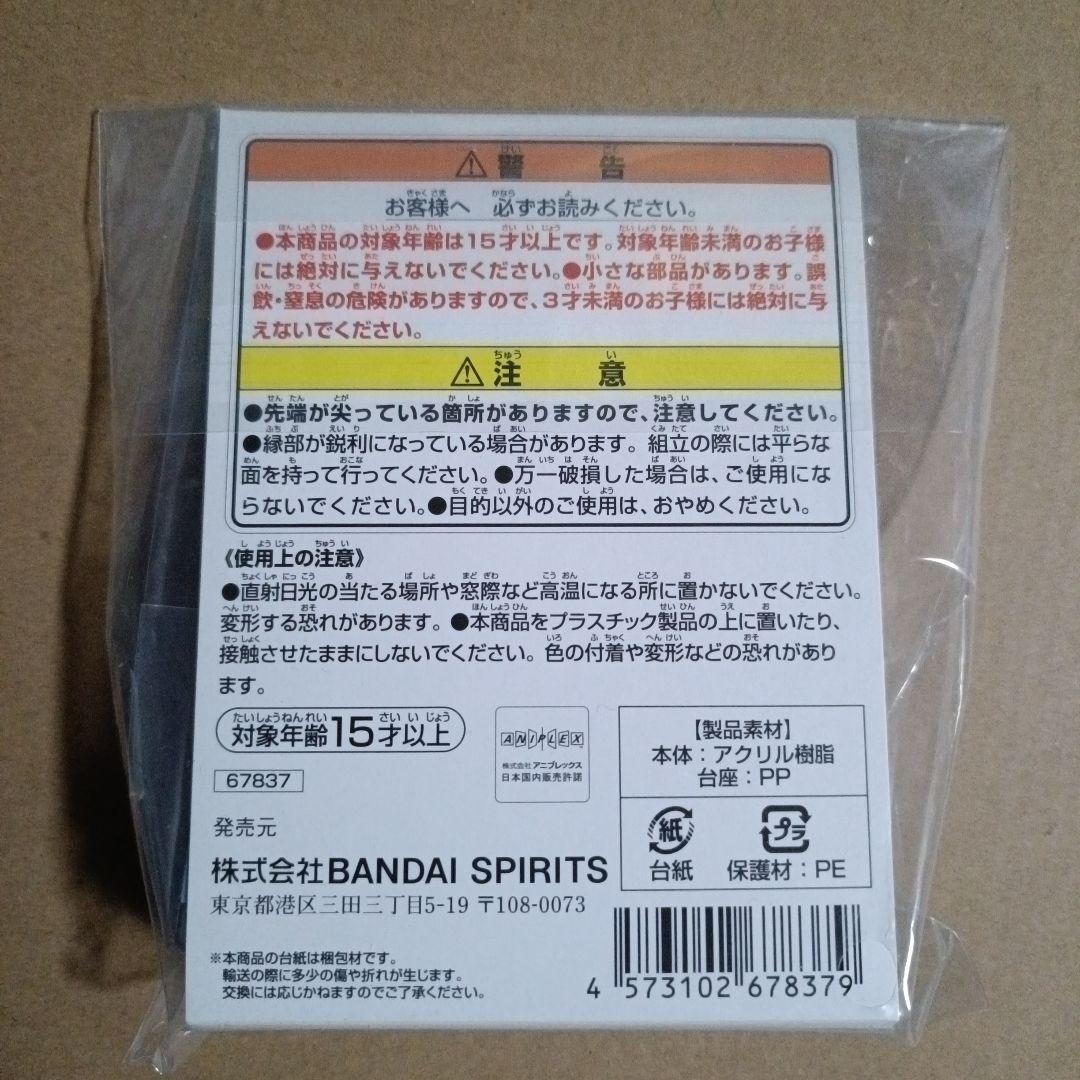 ⚠警告
お客様へ 必ずお読みください。
●本商品の対象年齢は15才以上です。対象年齢未満のお子様
には絶対に与えないでください。●小さな部品があります。誤
飲・窒息の危険がありますので、3才未満のお子様には絶対に与
えないでください。
⚠注意
●先端が尖っている箇所がありますので、注意してください。
●縁部が鋭利になっている場合があります。組立の際には平らな
面を持って行ってください。●万一破損した場合は、ご使用にな
らないでください。●目的以外のご使用は、おやめください。
《使用上の注意》
●直射日光の当たる場所や窓際など高温になる所に置かないでください。
変形する恐れがあります。●本商品をプラスチック製品の上に置いたり、
接触させたままにしないでください。色の付着や変形などの恐れがあり
ます。
対象年齢15才以上
67837
ANIPLEX
株式会社アニプレックス
日本国内販売許諾
【製品素材】
本体:アクリル樹脂
台座:PP
紙
台紙
プラ
保護材:PE
発売元
株式会社BANDAI SPIRITS
東京都港区三田三丁目5-19 〒108-0073
※本商品の台紙は梱包材です。
輸送の際に多少の傷や折れが生じます。
交換には応じかねますのでご了承ください。
4 573102 678379